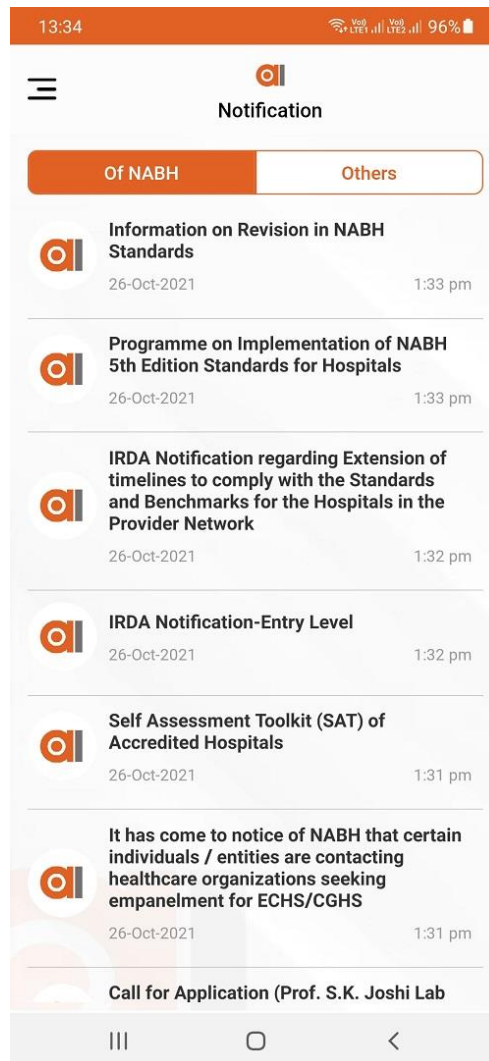 13:34
Vo)) LTE1 Vo)) LTE2 96%
Notification
Of NABH
Others
Information on Revision in NABH
Standards
26-Oct-2021 1:33 pm
Programme on Implementation of NABH
5th Edition Standards for Hospitals
26-Oct-2021 1:33 pm
IRDA Notification regarding Extension of
timelines to comply with the Standards
and Benchmarks for the Hospitals in the
Provider Network
26-Oct-2021 1:32 pm
IRDA Notification-Entry Level
26-Oct-2021 1:32 pm
Self Assessment Toolkit (SAT) of
Accredited Hospitals
26-Oct-2021 1:31 pm
It has come to notice of NABH that certain
individuals / entities are contacting
healthcare organizations seeking
empanelment for ECHS/CGHS
26-Oct-2021 1:31 pm
Call for Application (Prof. S.K. Joshi Lab